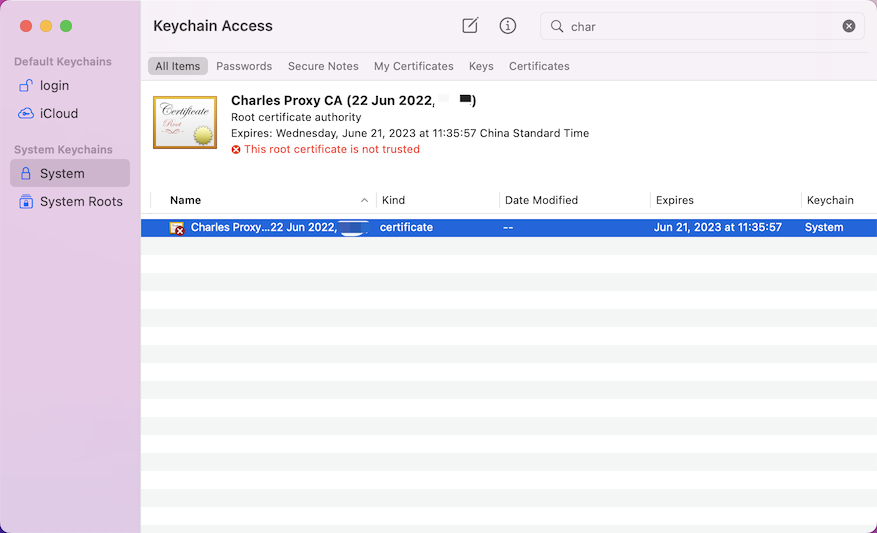 Keychain Access
char
Default Keychains
login
iCloud
System Keychains
System
System Roots
All Items
Passwords
Secure Notes
My Certificates
Keys
Certificates
Certificate
Root
Charles Proxy CA (22 Jun 2022, )
Root certificate authority
Expires: Wednesday, June 21, 2023 at 11:35:57 China Standard Time
This root certificate is not trusted
Name
Kind
Date Modified
Expires
Keychain
Charles Proxy...22 Jun 2022,
certificate
--
Jun 21, 2023 at 11:35:57
System